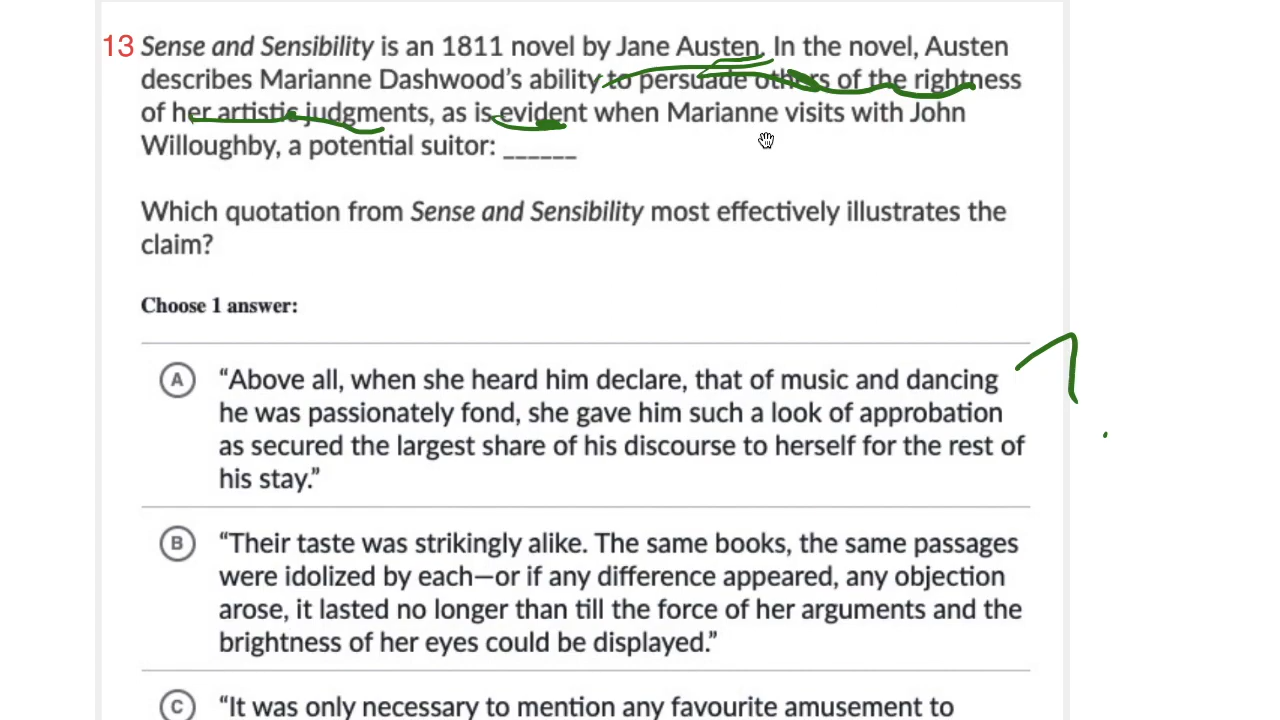 13 Sense and Sensibility is an 1811 novel by Jane Austen. In the novel, Austen
describes Marianne Dashwood’s ability to persuade others of the rightness
of her artistic judgments, as is evident when Marianne visits with John
Willoughby, a potential suitor: ______
Which quotation from Sense and Sensibility most effectively illustrates the
claim?
Choose 1 answer:
A “Above all, when she heard him declare, that of music and dancing
he was passionately fond, she gave him such a look of approbation
as secured the largest share of his discourse to herself for the rest of
his stay.”
B “Their taste was strikingly alike. The same books, the same passages
were idolized by each—or if any difference appeared, any objection
arose, it lasted no longer than till the force of her arguments and the
brightness of her eyes could be displayed.”
C “It was only necessary to mention any favourite amusement to